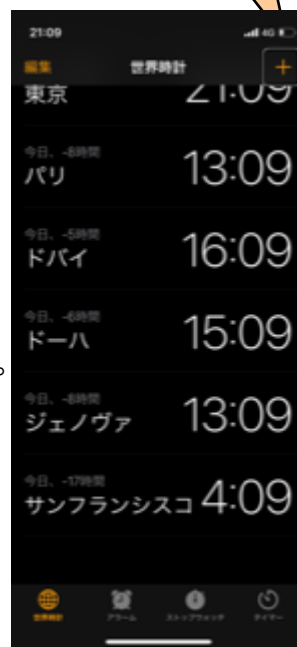 21:09 4G
編集 世界時計 +
東京 21:09
今日、-8時間
パリ 13:09
今日、-5時間
ドバイ 16:09
今日、-6時間
ドーハ 15:09
今日、-8時間
ジェノヴァ 13:09
今日、-17時間
サンフランシスコ 4:09
世界時計 アラーム ストップウォッチ タイマー